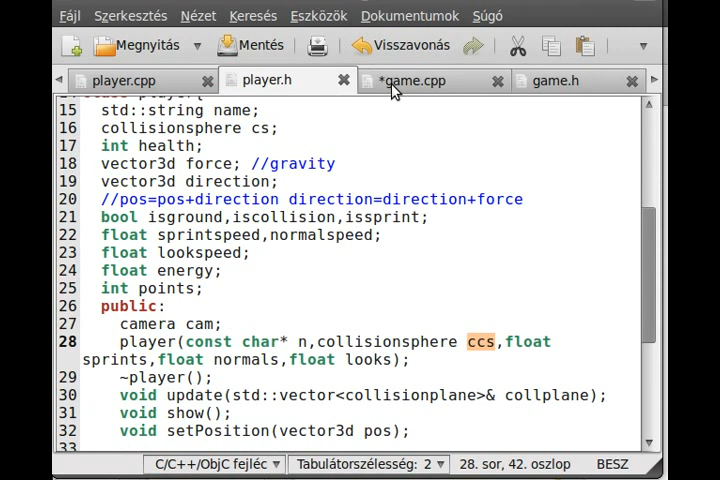 Fájl Szerkesztés Nézet Keresés Eszközök Dokumentumok Súgó
Megnyitás Mentés Visszavonás
player.cpp player.h *game.cpp game.h
15 std::string name;
16 collisionsphere cs;
17 int health;
18 vector3d force; //gravity
19 vector3d direction;
20 //pos=pos+direction direction=direction+force
21 bool isground,iscollision,issprint;
22 float sprintspeed,normalspeed;
23 float lookspeed;
24 float energy;
25 int points;
26 public:
27 camera cam;
28 player(const char* n,collisionsphere ccs,float
sprints,float normals,float looks);
29 ~player();
30 void update(std::vector<collisionplane>& collplane);
31 void show();
32 void setPosition(vector3d pos);
33
C/C++/ObjC fejléc Tabulátorszélesség: 2 28. sor, 42. oszlop BESZ